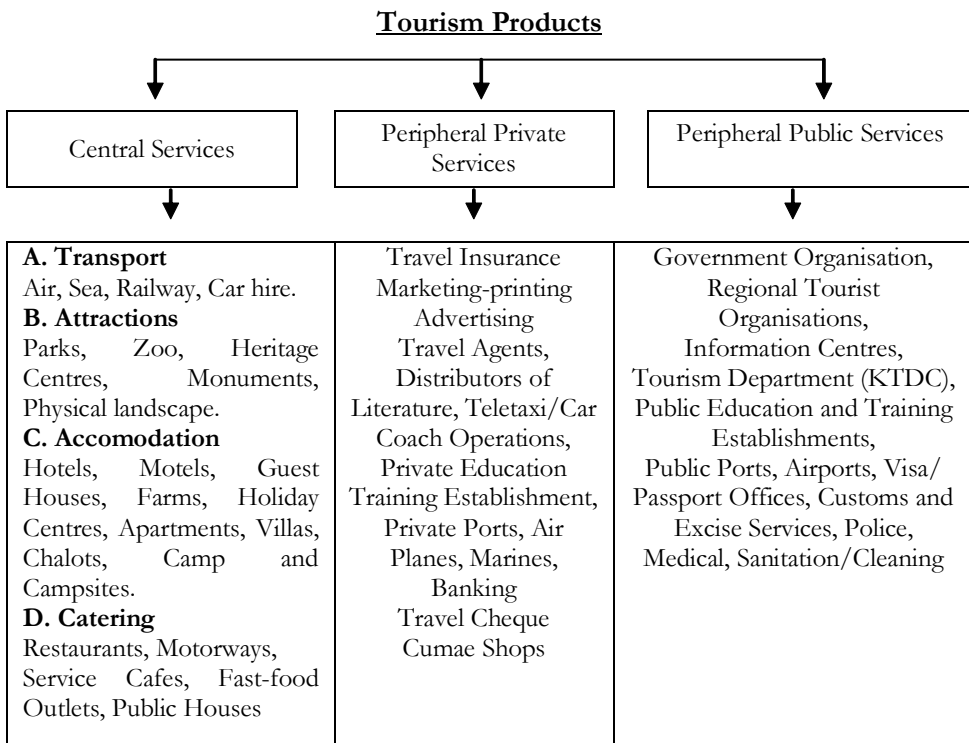 Tourism Products
Central Services
Peripheral Private
Services
Peripheral Public Services
A. Transport
Air, Sea, Railway, Car hire.
B. Attractions
Parks, Zoo, Heritage
Centres, Monuments,
Physical landscape.
C. Accomodation
Hotels, Motels, Guest
Houses, Farms, Holiday
Centres, Apartments, Villas,
Chalots, Camp and
Campsites.
D. Catering
Restaurants, Motorways,
Service Cafes, Fast-food
Outlets, Public Houses
Travel Insurance
Marketing-printing
Advertising
Travel Agents,
Distributors of
Literature, Teletaxi/Car
Coach Operations,
Private Education
Training Establishment,
Private Ports, Air
Planes, Marines,
Banking
Travel Cheque
Cumae Shops
Government Organisation,
Regional Tourist
Organisations,
Information Centres,
Tourism Department (KTDC),
Public Education and Training
Establishments,
Public Ports, Airports, Visa/
Passport Offices, Customs and
Excise Services, Police,
Medical, Sanitation/Cleaning